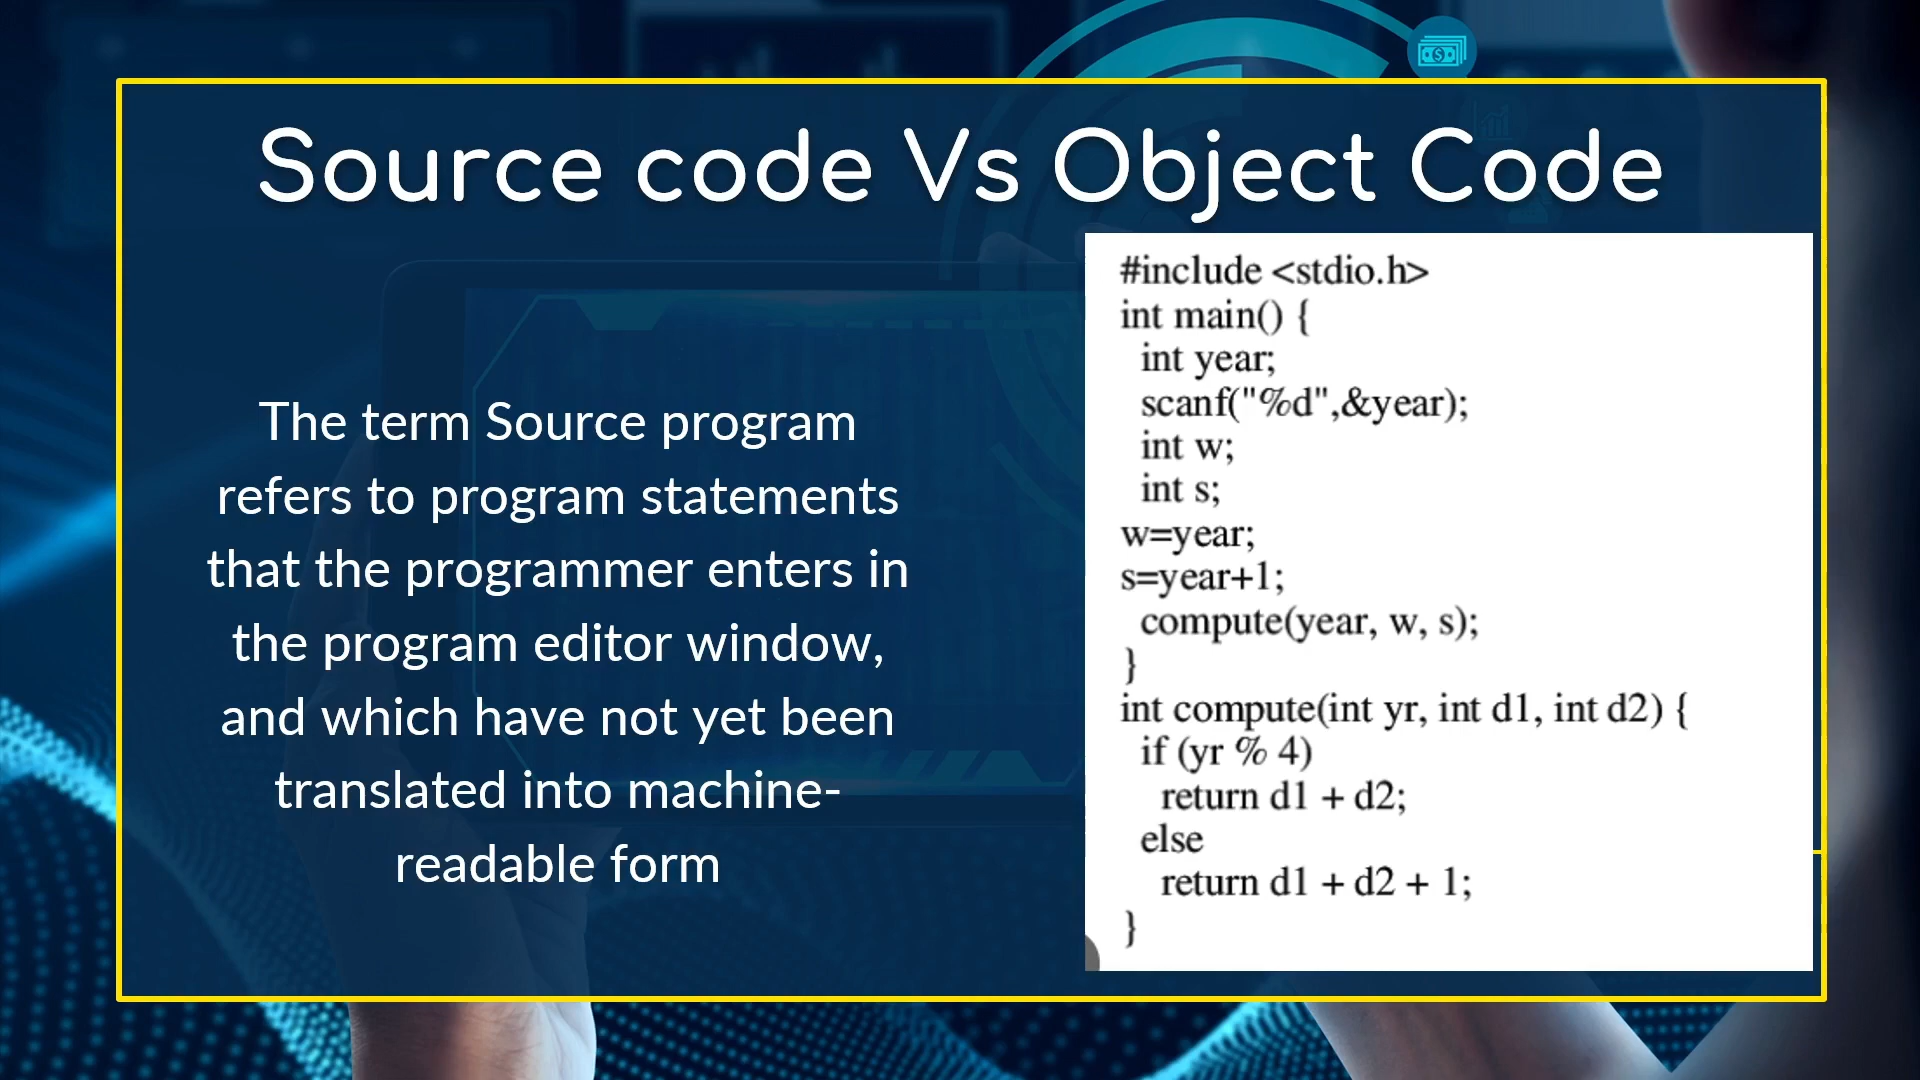 Source code Vs Object Code
The term Source program
refers to program statements
that the programmer enters in
the program editor window,
and which have not yet been
translated into machine-
readable form
#include <stdio.h>
int main() {
  int year;
  scanf("%d",&year);
  int w;
  int s;
w=year;
s=year+1;
  compute(year, w, s);
}
int compute(int yr, int d1, int d2) {
  if (yr % 4)
    return d1 + d2;
  else
    return d1 + d2 + 1;
}